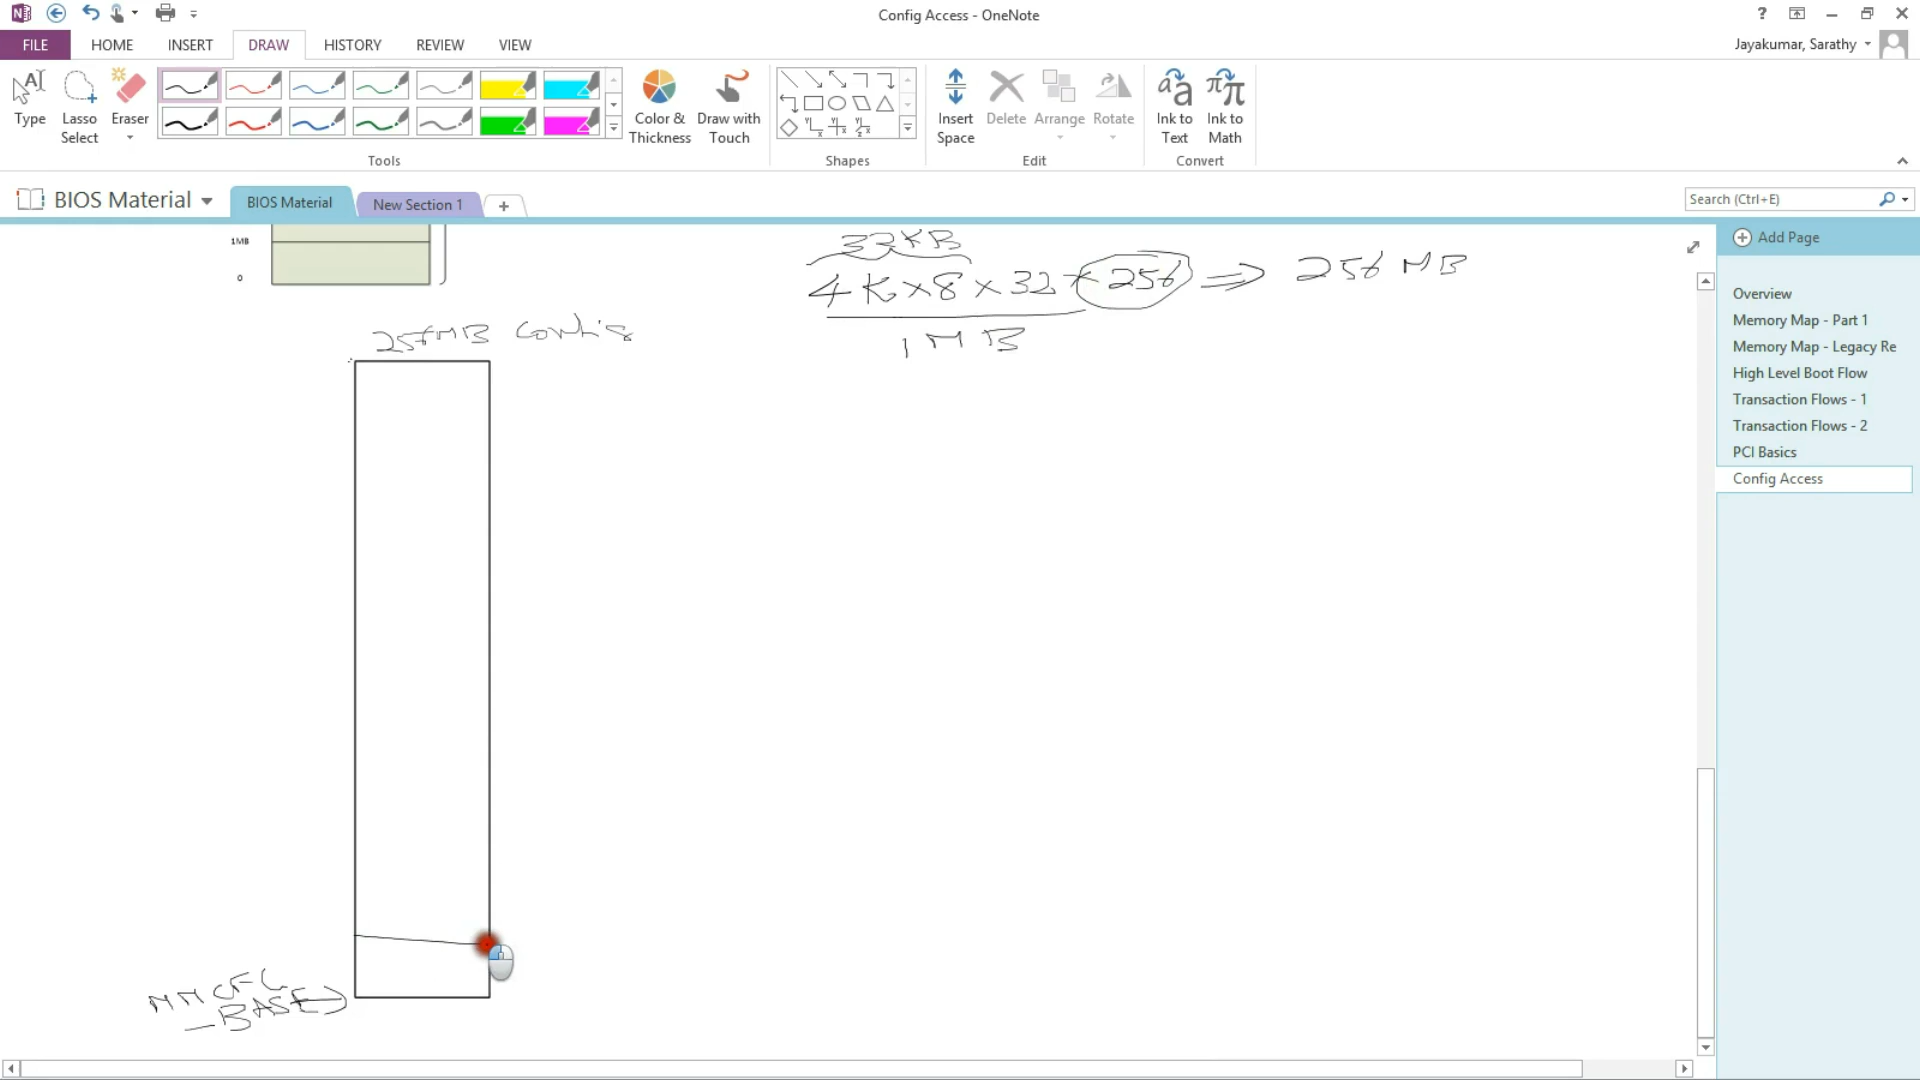 Config Access - OneNote
?
Jayakumar, Sarathy
FILE HOME INSERT DRAW HISTORY REVIEW VIEW
Type
Lasso Select
Eraser
Color & Thickness
Draw with Touch
Insert Space
Delete
Arrange
Rotate
Ink to Text
Ink to Math
Tools
Shapes
Edit
Convert
BIOS Material
BIOS Material
New Section 1
+
Search (Ctrl+E)
Add Page
Overview
Memory Map - Part 1
Memory Map - Legacy Re
High Level Boot Flow
Transaction Flows - 1
Transaction Flows - 2
PCI Basics
Config Access
1MB
0
32KB
4K×8×32×256 ⇒ 256 MB
1 MB
256MB Config
MMCFG
_BASE